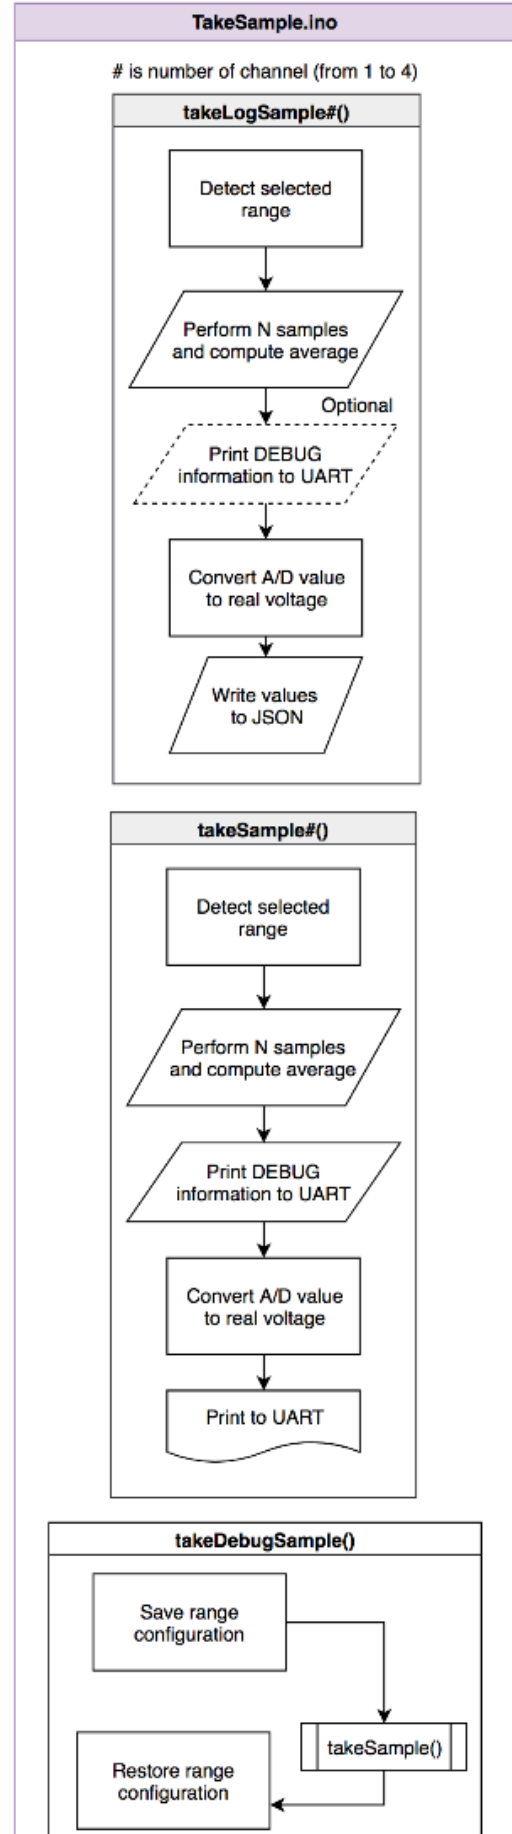 TakeSample.ino
# is number of channel (from 1 to 4)
takeLogSample#()
Detect selected
range
Perform N samples
and compute average
Optional
Print DEBUG
information to UART
Convert A/D value
to real voltage
Write values
to JSON
takeSample#()
Detect selected
range
Perform N samples
and compute average
Print DEBUG
information to UART
Convert A/D value
to real voltage
Print to UART
takeDebugSample()
Save range
configuration
takeSample()
Restore range
configuration